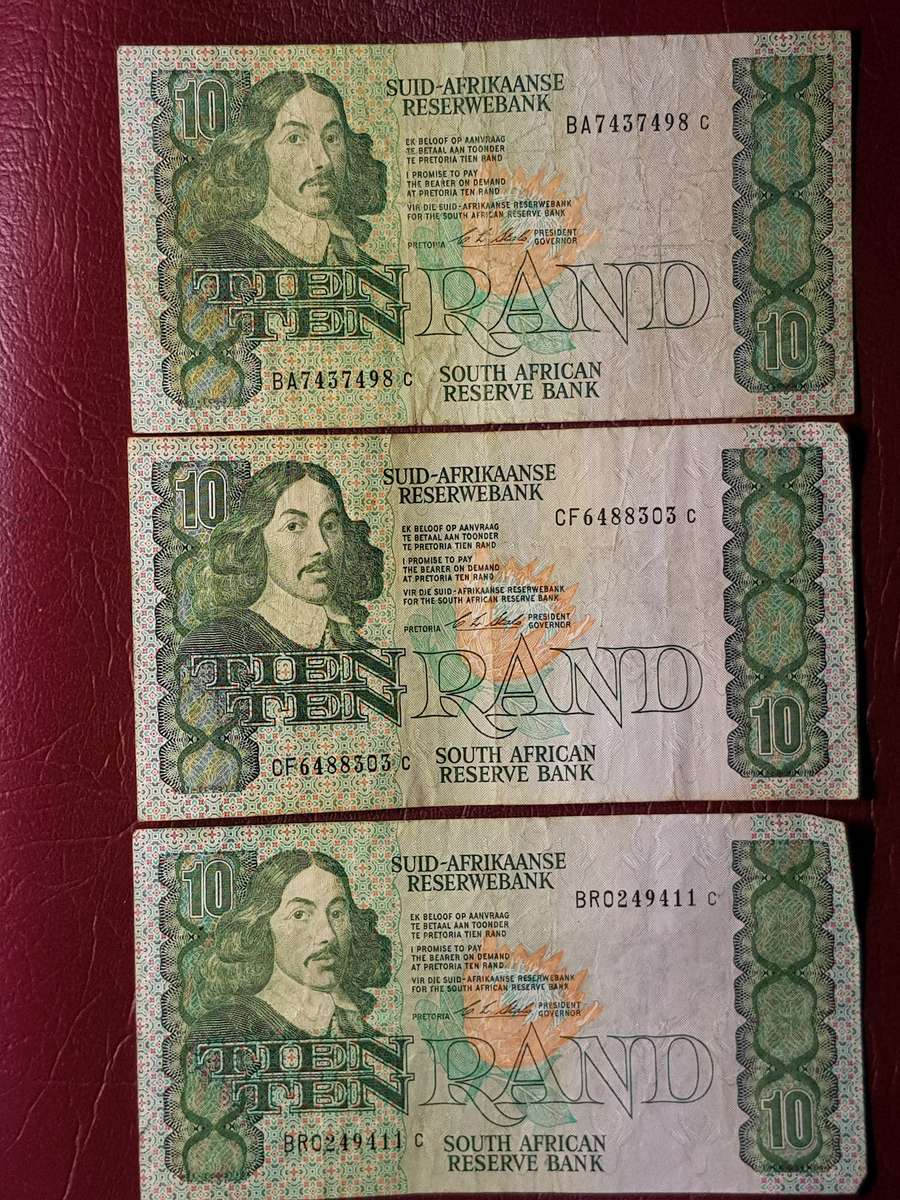 10
SUID-AFRIKAANSE
RESERWEBANK
BA7437498 C
EK BELOOF OP AANVRAAG
TE BETAAL AAN TOONDER
TE PRETORIA TIEN RAND
I PROMISE TO PAY
THE BEARER ON DEMAND
AT PRETORIA TEN RAND
VIR DIE SUID-AFRIKAANSE RESERWEBANK
FOR THE SOUTH AFRICAN RESERVE BANK
PRETORIA PRESIDENT
GOVERNOR
TIEN RAND
TEN
10
BA7437498 C
SOUTH AFRICAN
RESERVE BANK
10
SUID-AFRIKAANSE
RESERWEBANK
CF6488303 C
EK BELOOF OP AANVRAAG
TE BETAAL AAN TOONDER
TE PRETORIA TIEN RAND
I PROMISE TO PAY
THE BEARER ON DEMAND
AT PRETORIA TEN RAND
VIR DIE SUID-AFRIKAANSE RESERWEBANK
FOR THE SOUTH AFRICAN RESERVE BANK
PRETORIA PRESIDENT
GOVERNOR
TIEN RAND
TEN
10
CF6488303 C
SOUTH AFRICAN
RESERVE BANK
10
SUID-AFRIKAANSE
RESERWEBANK
BR0249411 C
EK BELOOF OP AANVRAAG
TE BETAAL AAN TOONDER
TE PRETORIA TIEN RAND
I PROMISE TO PAY
THE BEARER ON DEMAND
AT PRETORIA TEN RAND
VIR DIE SUID-AFRIKAANSE RESERWEBANK
FOR THE SOUTH AFRICAN RESERVE BANK
PRETORIA PRESIDENT
GOVERNOR
TIEN RAND
TEN
10
BR0249411 C
SOUTH AFRICAN
RESERVE BANK